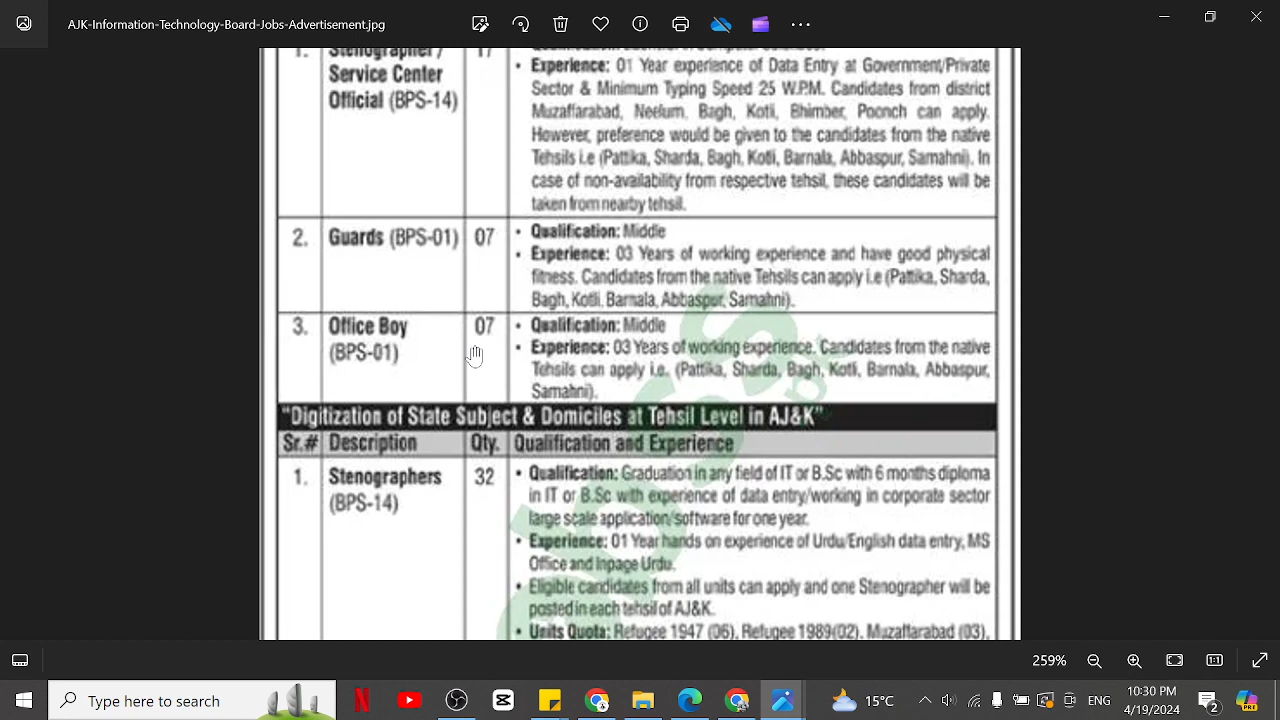 AJK-Information-Technology-Board-Jobs-Advertisement.jpg
1. Stenographer / 17
Service Center
Official (BPS-14)
• Experience: 01 Year experience of Data Entry at Government/Private
Sector & Minimum Typing Speed 25 W.P.M. Candidates from district
Muzaffarabad, Neelum, Bagh, Kotli, Bhimber, Poonch can apply.
However, preference would be given to the candidates from the native
Tehsils i.e (Pattika, Sharda, Bagh, Kotli, Barnala, Abbaspur, Samahni). In
case of non-availability from respective tehsil, these candidates will be
taken from nearby tehsil.
2. Guards (BPS-01) 07
• Qualification: Middle
• Experience: 03 Years of working experience and have good physical
fitness. Candidates from the native Tehsils can apply i.e (Pattika, Sharda,
Bagh, Kotli, Barnala, Abbaspur, Samahni).
3. Office Boy 07
(BPS-01)
• Qualification: Middle
• Experience: 03 Years of working experience. Candidates from the native
Tehsils can apply i.e. (Pattika, Sharda, Bagh, Kotli, Barnala, Abbaspur,
Samahni).
"Digitization of State Subject & Domiciles at Tehsil Level in AJ&K"
Sr.# Description Qty. Qualification and Experience
1. Stenographers 32
(BPS-14)
• Qualification: Graduation in any field of IT or B.Sc with 6 months diploma
in IT or B.Sc with experience of data entry/working in corporate sector
large scale application/software for one year.
• Experience: 01 Year hands on experience of Urdu/English data entry, MS
Office and Inpage Urdu.
• Eligible candidates from all units can apply and one Stenographer will be
posted in each tehsil of AJ&K.
• Units Quota: Refugee 1947 (06), Refugee 1989(02), Muzaffarabad (03),
259%
Type here to search
15°C
ENG
10:30 PM
4/19/2024
2
PRE